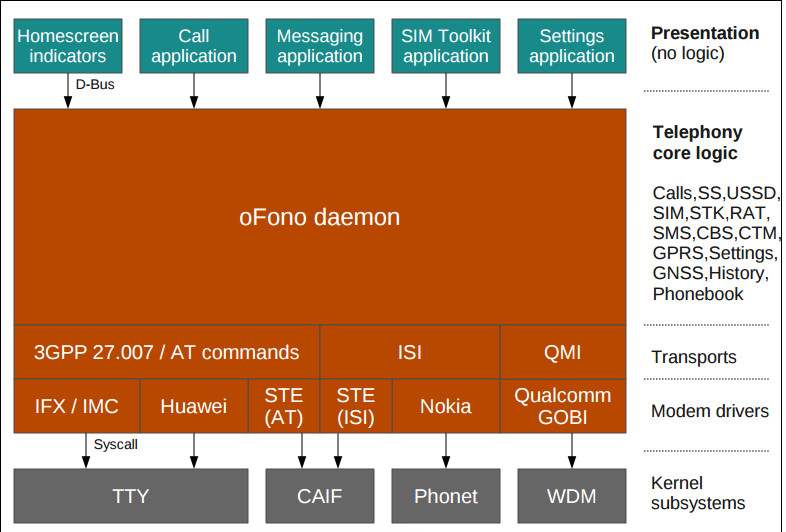 Homescreen
indicators
Call
application
Messaging
application
SIM Toolkit
application
Settings
application
Presentation
(no logic)
D-Bus
oFono daemon
Telephony
core logic
Calls,SS,USSD,
SIM,STK,RAT,
SMS,CBS,CTM,
GPRS,Settings,
GNSS,History,
Phonebook
3GPP 27.007 / AT commands
ISI
QMI
Transports
IFX / IMC
Huawei
STE
(AT)
STE
(ISI)
Nokia
Qualcomm
GOBI
Modem drivers
Syscall
TTY
CAIF
Phonet
WDM
Kernel
subsystems